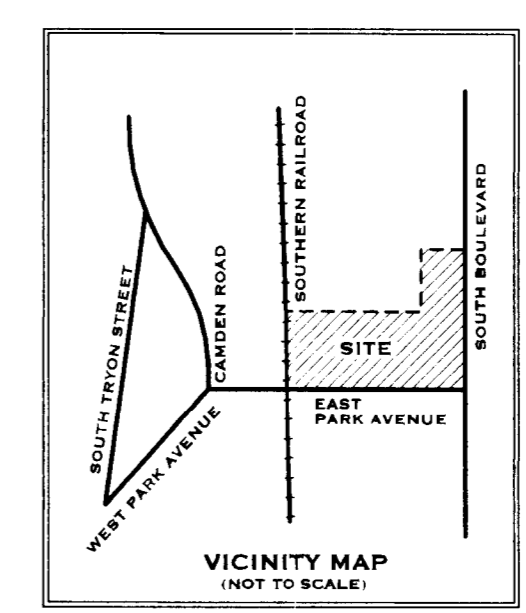 SOUTHERN RAILROAD
SOUTH BOULEVARD
CAMDEN ROAD
SOUTH TRYON STREET
SITE
EAST
PARK AVENUE
WEST PARK AVENUE
VICINITY MAP
(NOT TO SCALE)